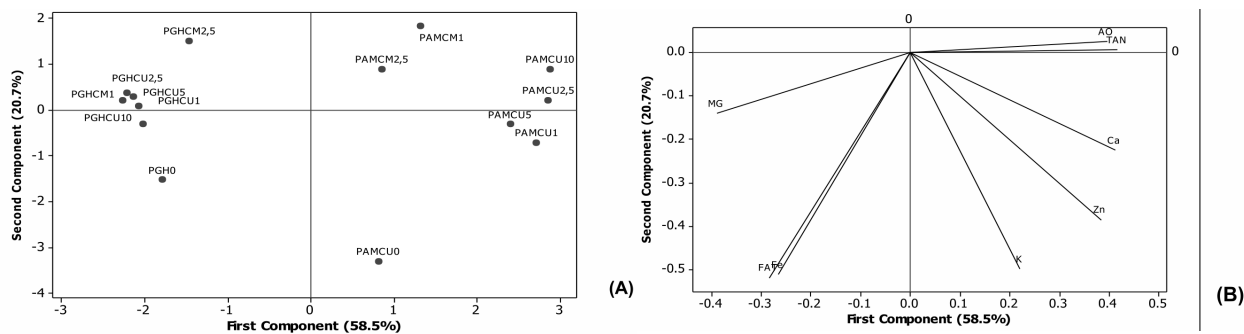 2
1
0
-1
-2
-3
-4
Second Component (20.7%)
PGHCM2,5
PAMCM1
PAMCM2,5
PAMCU10
PGHCU2,5
PGHCM1
PGHCU5
PGHCU1
PAMCU2,5
PGHCU10
PAMCU5
PAMCU1
PGH0
PAMCU0
-3
-2
-1
0
1
2
3
First Component (58.5%)
(A)
0
0.0
-0.1
-0.2
-0.3
-0.4
-0.5
Second Component (20.7%)
AO
TAN
0
MG
Ca
Zn
K
Fe
-0.4
-0.3
-0.2
-0.1
0.0
0.1
0.2
0.3
0.4
0.5
First Component (58.5%)
(B)